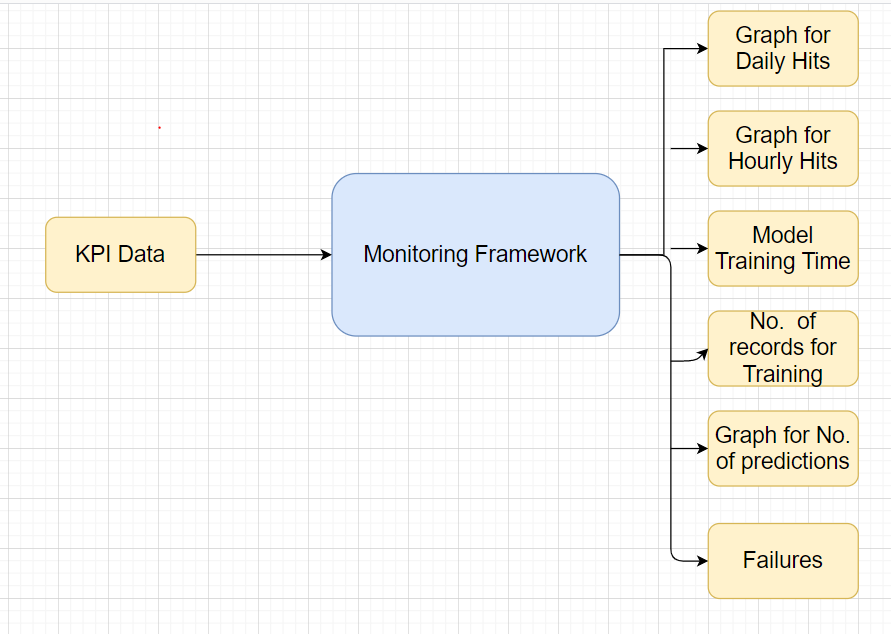 Graph for
Daily Hits
Graph for
Hourly Hits
Model
Training Time
KPI Data
Monitoring Framework
No. of
records for
Training
Graph for No.
of predictions
Failures